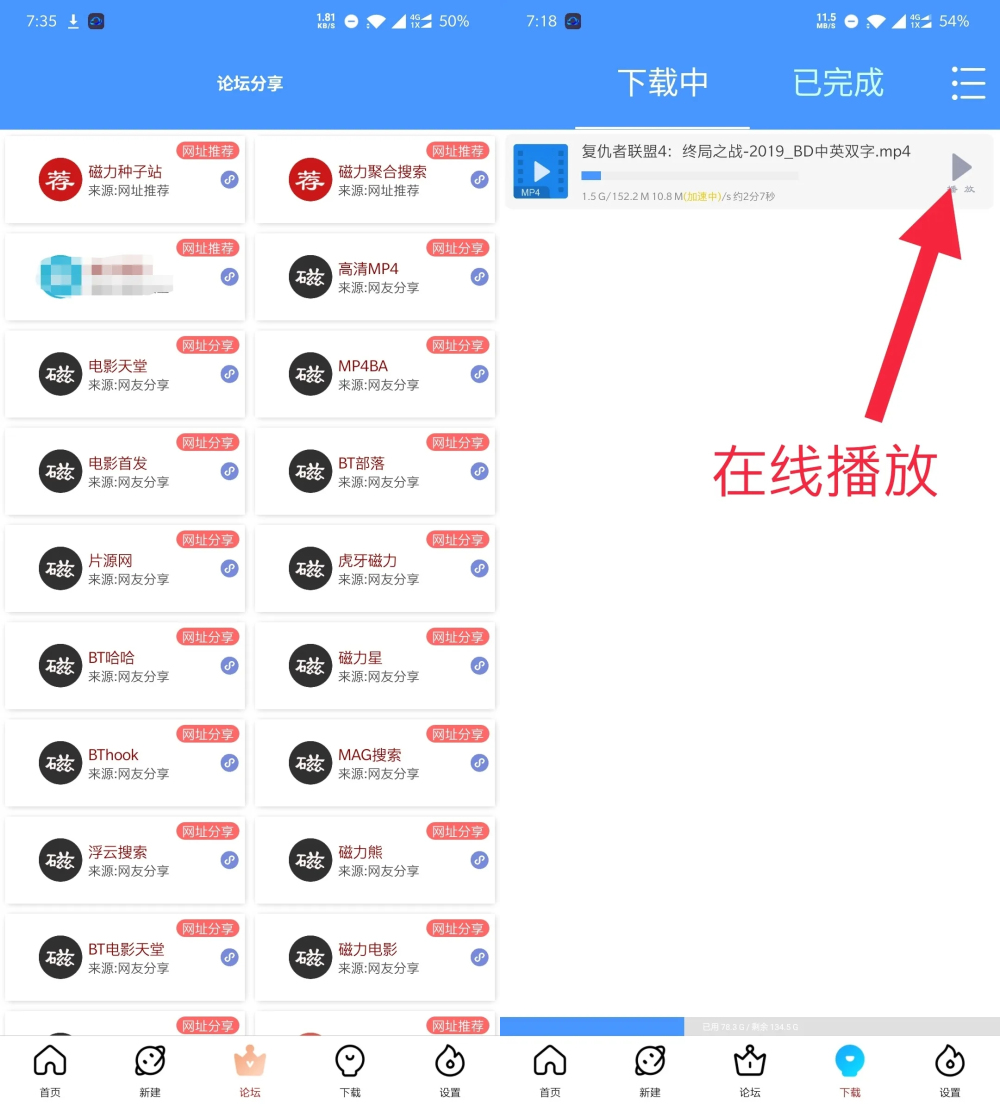 7:35
1.81
KB/S
4G
1X
50%
论坛分享
网址推荐
荐
磁力种子站
来源:网址推荐
网址推荐
荐
磁力聚合搜索
来源:网址推荐
网址推荐
网址分享
磁
高清MP4
来源:网友分享
网址分享
磁
电影天堂
来源:网友分享
网址分享
磁
MP4BA
来源:网友分享
网址分享
磁
电影首发
来源:网友分享
网址分享
磁
BT部落
来源:网友分享
网址分享
磁
片源网
来源:网友分享
网址分享
磁
虎牙磁力
来源:网友分享
网址分享
磁
BT哈哈
来源:网友分享
网址分享
磁
磁力星
来源:网友分享
网址分享
磁
BThook
来源:网友分享
网址分享
磁
MAG搜索
来源:网友分享
网址分享
磁
浮云搜索
来源:网友分享
网址分享
磁
磁力熊
来源:网友分享
网址分享
磁
BT电影天堂
来源:网友分享
网址分享
磁
磁力电影
来源:网友分享
网址分享
网址推荐
首页
新建
论坛
下载
设置
7:18
11.5
MB/S
4G
1X
54%
下载中
已完成
复仇者联盟4：终局之战-2019_BD中英双字.mp4
MP4
1.5 G/152.2 M 10.8 M(加速中)/s 约2分7秒
播 放
在线播放
已用 78.3 G / 剩余 134.5 G
首页
新建
论坛
下载
设置